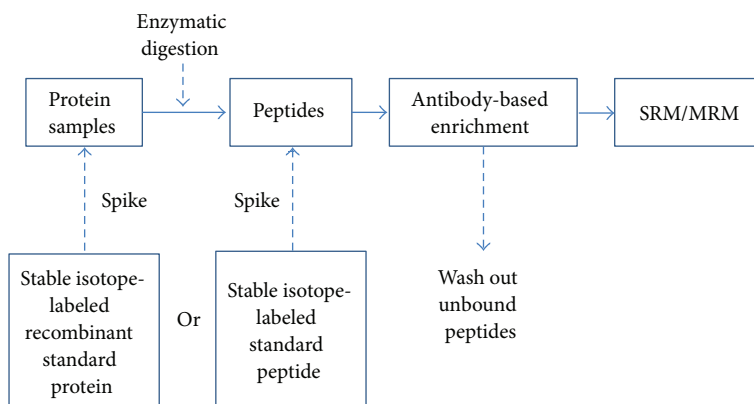 Enzymatic
digestion
Protein
samples
Peptides
Antibody-based
enrichment
SRM/MRM
Spike
Spike
Stable isotope-
labeled
recombinant
standard
protein
Or
Stable isotope-
labeled
standard
peptide
Wash out
unbound
peptides